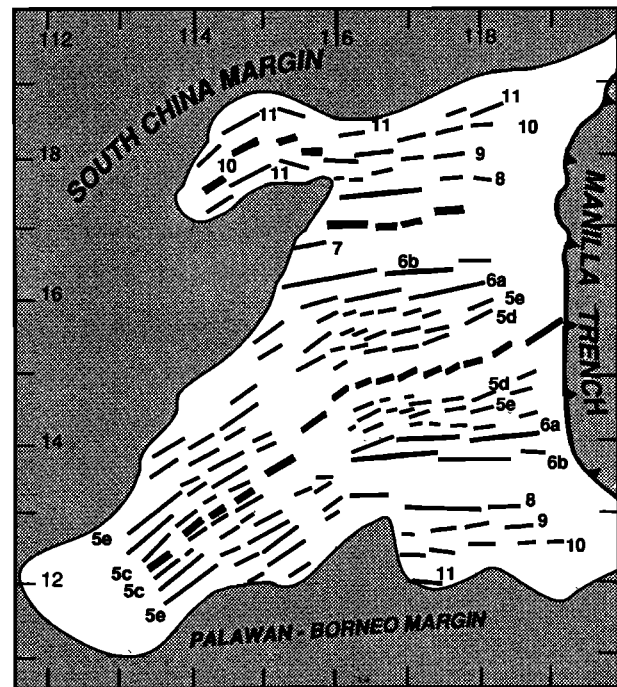 112
114
116
118
SOUTH CHINA MARGIN
11
11
11
10
10
11
18
9
8
MANILLA TRENCH
7
6b
16
6a
5e
5d
5d
5e
6a
14
6b
8
9
10
5e
5c
5c
5e
12
11
PALAWAN - BORNEO MARGIN